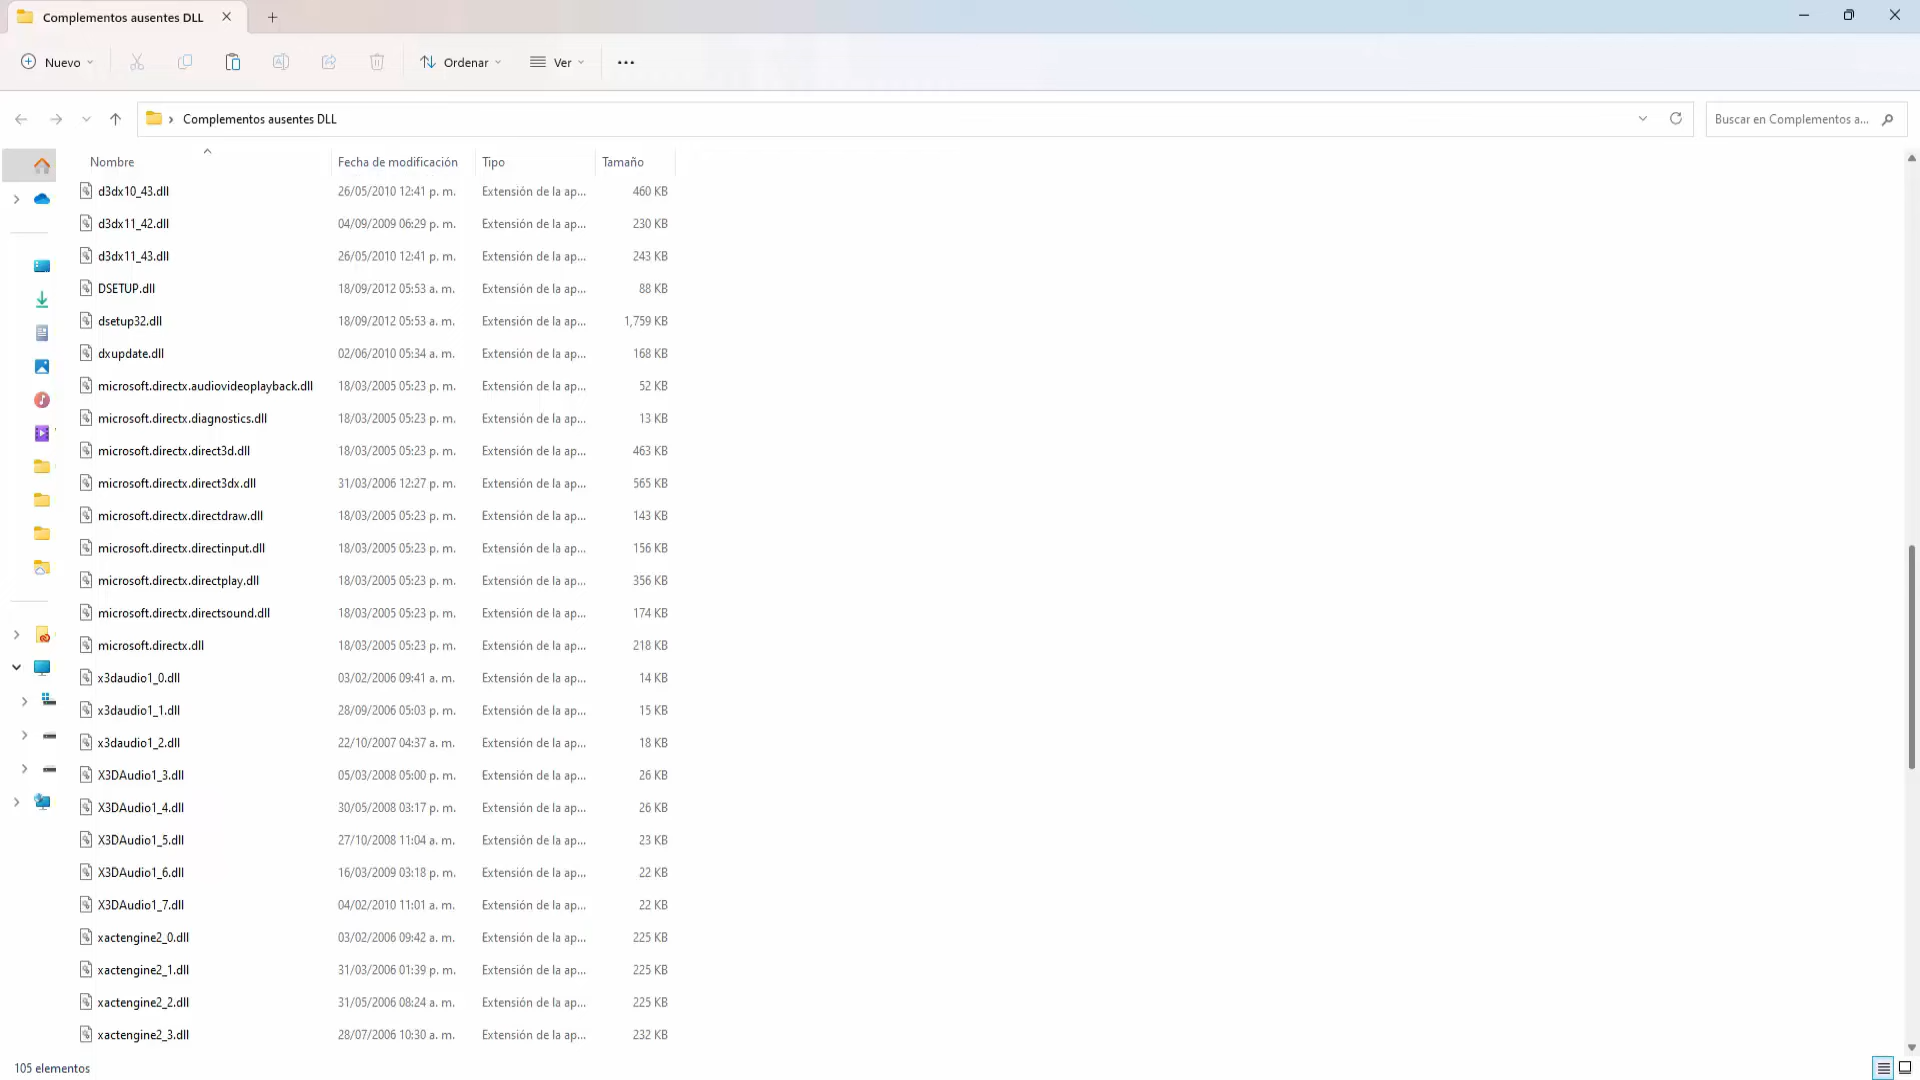 Complementos ausentes DLL
Nuevo
Ordenar
Ver
Complementos ausentes DLL
Buscar en Complementos a...
Nombre Fecha de modificación Tipo Tamaño
d3dx10_43.dll 26/05/2010 12:41 p. m. Extensión de la ap... 460 KB
d3dx11_42.dll 04/09/2009 06:29 p. m. Extensión de la ap... 230 KB
d3dx11_43.dll 26/05/2010 12:41 p. m. Extensión de la ap... 243 KB
DSETUP.dll 18/09/2012 05:53 a. m. Extensión de la ap... 88 KB
dsetup32.dll 18/09/2012 05:53 a. m. Extensión de la ap... 1,759 KB
dxupdate.dll 02/06/2010 05:34 a. m. Extensión de la ap... 168 KB
microsoft.directx.audiovideoplayback.dll 18/03/2005 05:23 p. m. Extensión de la ap... 52 KB
microsoft.directx.diagnostics.dll 18/03/2005 05:23 p. m. Extensión de la ap... 13 KB
microsoft.directx.direct3d.dll 18/03/2005 05:23 p. m. Extensión de la ap... 463 KB
microsoft.directx.direct3dx.dll 31/03/2006 12:27 p. m. Extensión de la ap... 565 KB
microsoft.directx.directdraw.dll 18/03/2005 05:23 p. m. Extensión de la ap... 143 KB
microsoft.directx.directinput.dll 18/03/2005 05:23 p. m. Extensión de la ap... 156 KB
microsoft.directx.directplay.dll 18/03/2005 05:23 p. m. Extensión de la ap... 356 KB
microsoft.directx.directsound.dll 18/03/2005 05:23 p. m. Extensión de la ap... 174 KB
microsoft.directx.dll 18/03/2005 05:23 p. m. Extensión de la ap... 218 KB
x3daudio1_0.dll 03/02/2006 09:41 a. m. Extensión de la ap... 14 KB
x3daudio1_1.dll 28/09/2006 05:03 p. m. Extensión de la ap... 15 KB
x3daudio1_2.dll 22/10/2007 04:37 a. m. Extensión de la ap... 18 KB
X3DAudio1_3.dll 05/03/2008 05:00 p. m. Extensión de la ap... 26 KB
X3DAudio1_4.dll 30/05/2008 03:17 p. m. Extensión de la ap... 26 KB
X3DAudio1_5.dll 27/10/2008 11:04 a. m. Extensión de la ap... 23 KB
X3DAudio1_6.dll 16/03/2009 03:18 p. m. Extensión de la ap... 22 KB
X3DAudio1_7.dll 04/02/2010 11:01 a. m. Extensión de la ap... 22 KB
xactengine2_0.dll 03/02/2006 09:42 a. m. Extensión de la ap... 225 KB
xactengine2_1.dll 31/03/2006 01:39 p. m. Extensión de la ap... 225 KB
xactengine2_2.dll 31/05/2006 08:24 a. m. Extensión de la ap... 225 KB
xactengine2_3.dll 28/07/2006 10:30 a. m. Extensión de la ap... 232 KB
105 elementos